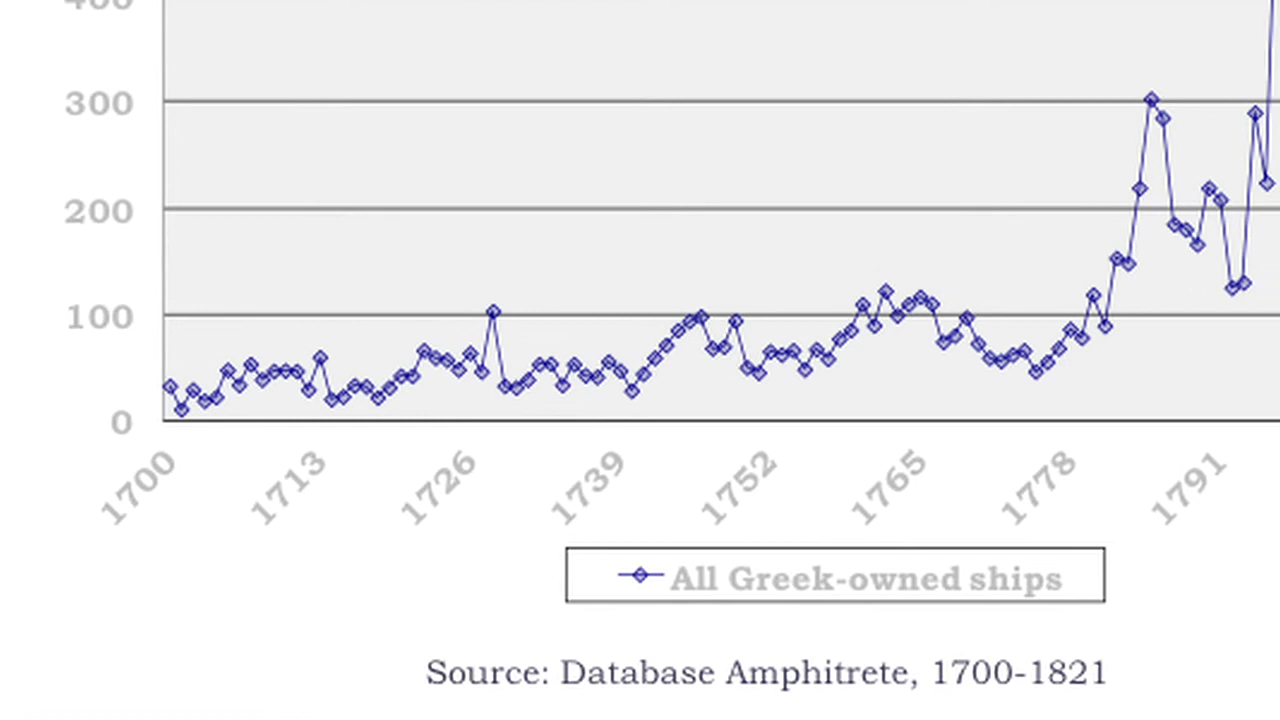 400
300
200
100
0
1700 1713 1726 1739 1752 1765 1778 1791
All Greek-owned ships
Source: Database Amphitrete, 1700-1821